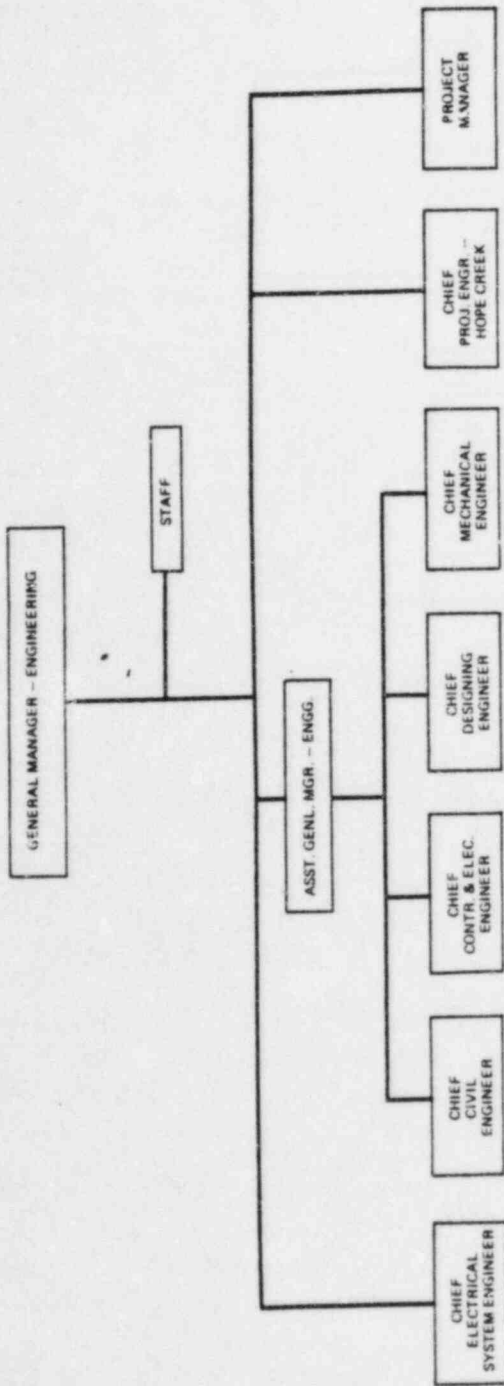 GENERAL MANAGER – ENGINEERING
STAFF
ASST. GENL. MGR. – ENGG.
CHIEF
ELECTRICAL
SYSTEM ENGINEER
CHIEF
CIVIL
ENGINEER
CHIEF
CONTR. & ELEC.
ENGINEER
CHIEF
DESIGNING
ENGINEER
CHIEF
MECHANICAL
ENGINEER
CHIEF
PROJ. ENGR. –
HOPE CREEK
PROJECT
MANAGER